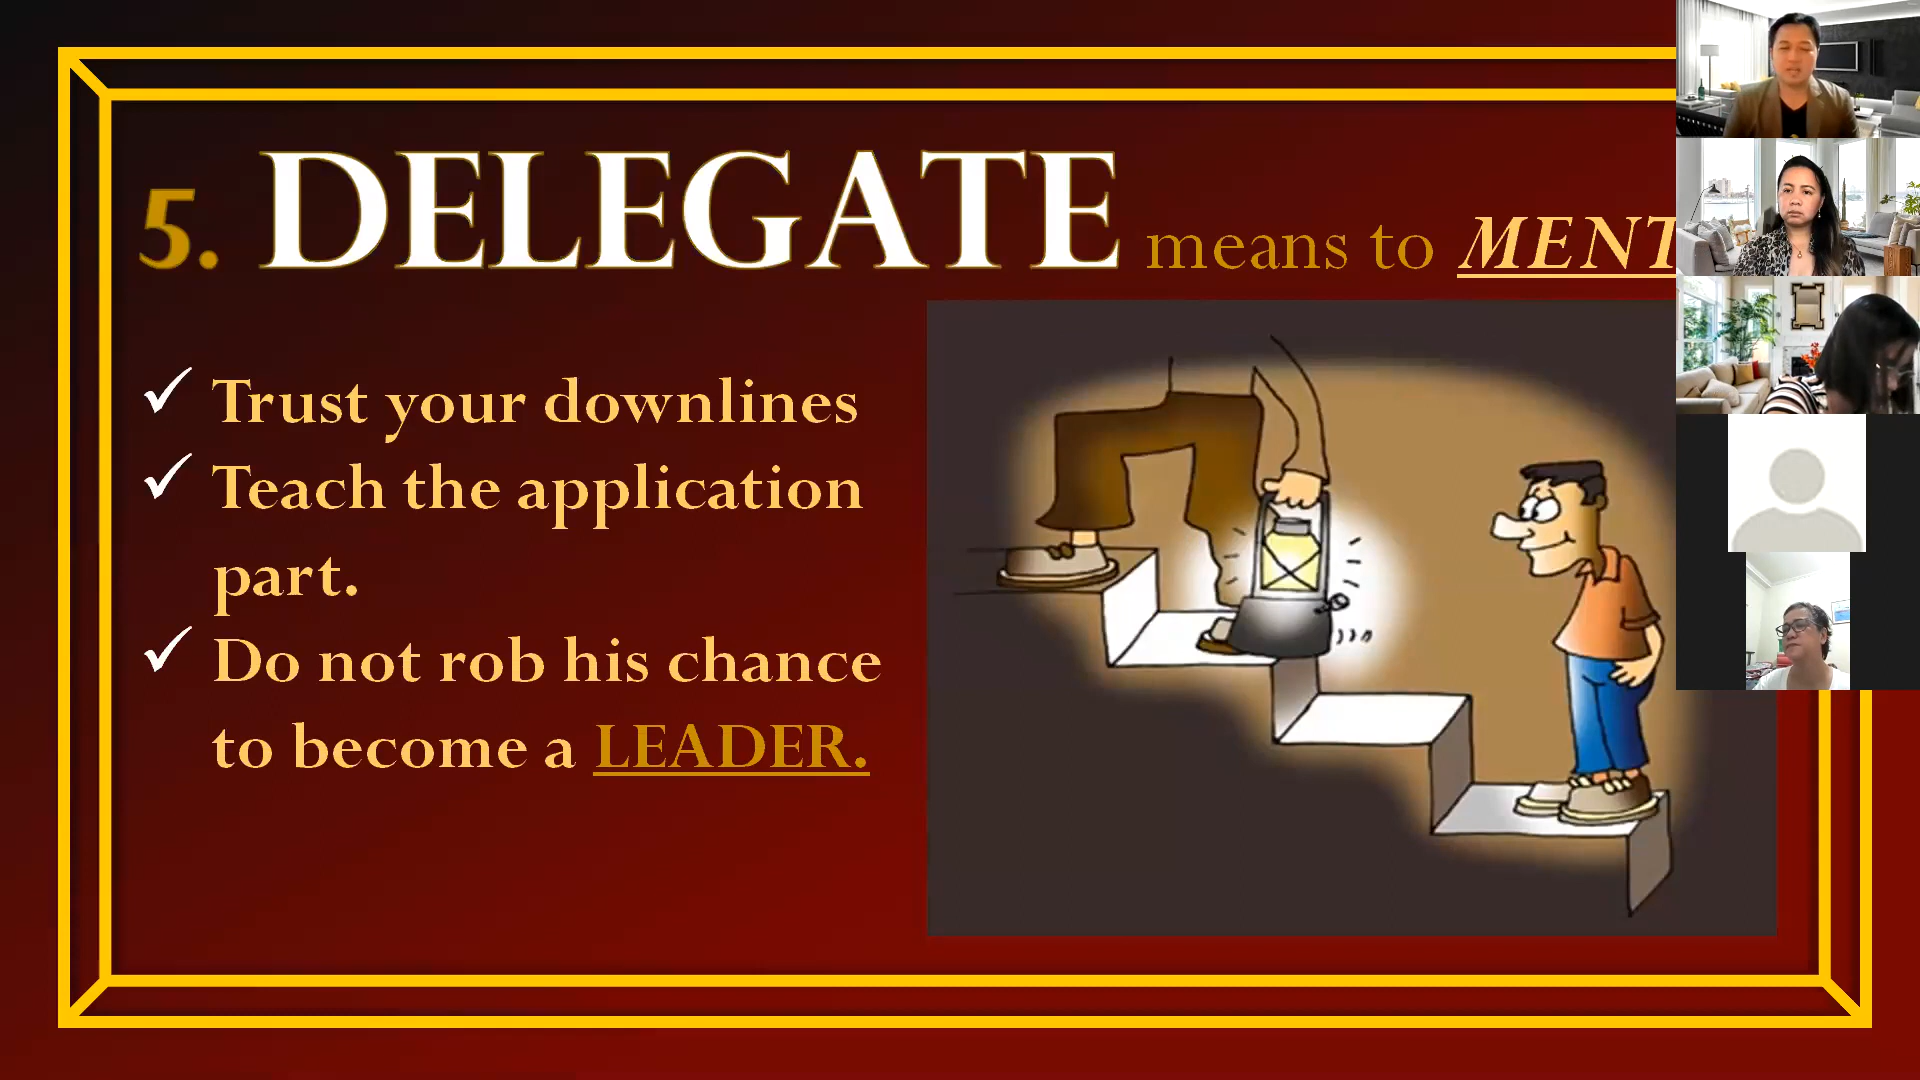 5. DELEGATE means to MENT
✓ Trust your downlines
✓ Teach the application
part.
✓ Do not rob his chance
to become a LEADER.